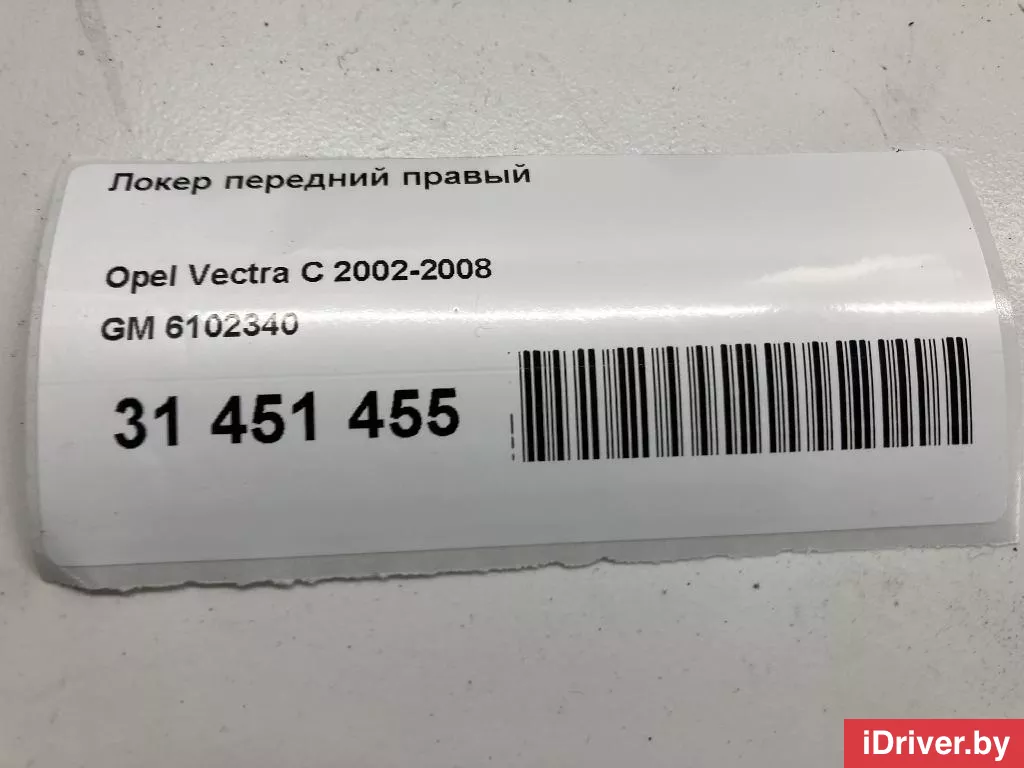 Локер передний правый
Opel Vectra C 2002-2008
GM 6102340
31 451 455
iDriver.by